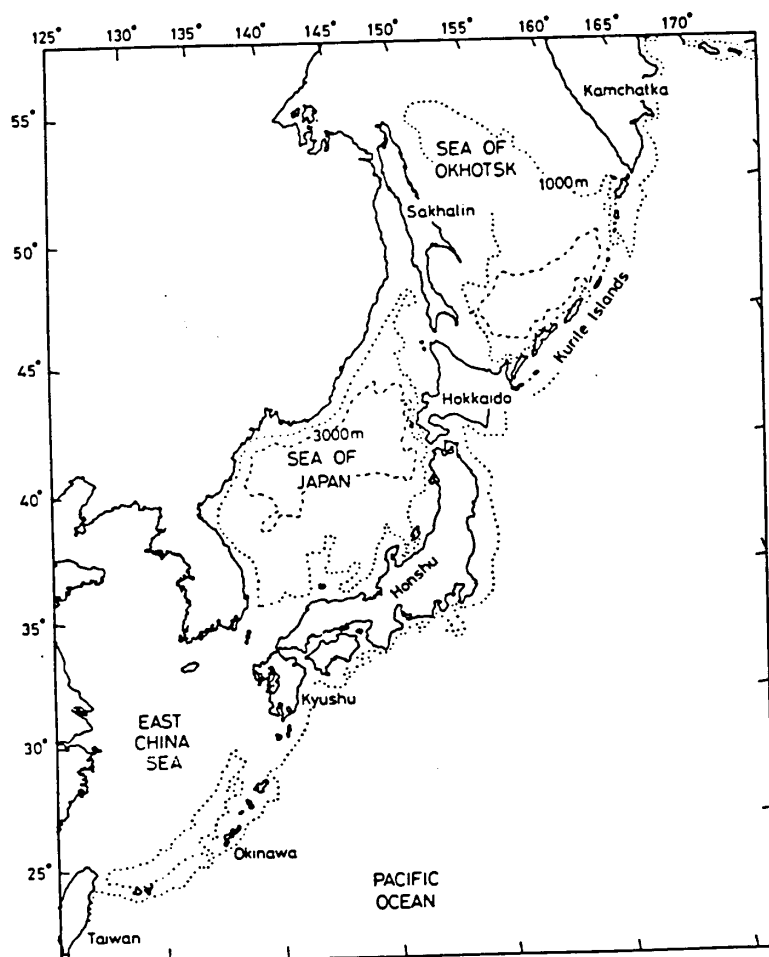 125° 130° 135° 140° 145° 150° 155° 160° 165° 170°
Kamchatka
55°
SEA OF
OKHOTSK
1000m
Sakhalin
50°
Kurile Islands
45°
Hokkaido
3000m
SEA OF
JAPAN
40°
Honshu
35°
Kyushu
EAST
CHINA
SEA
30°
Okinawa
25°
PACIFIC
OCEAN
Taiwan